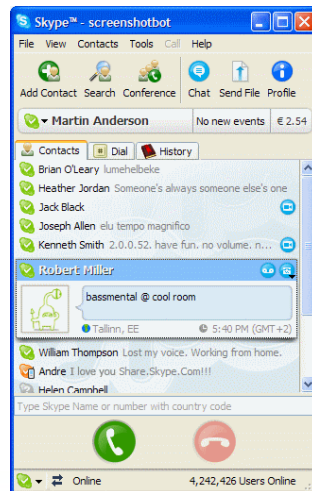 Skype™ - screenshotbot
File View Contacts Tools Call Help
Add Contact Search Conference Chat Send File Profile
Martin Anderson No new events € 2.54
Contacts Dial History
Brian O'Leary lumehelbeke
Heather Jordan Someone's always someone else's one
Jack Black
Joseph Allen elu tempo magnifico
Kenneth Smith 2.0.0.52. have fun. no volume. n...
Robert Miller
bassmental @ cool room
Tallinn, EE 5:40 PM (GMT+2)
William Thompson Lost my voice. Working from home.
Andre I love you Share.Skype.Com!!!
Helen Campbell
Type Skype Name or number with country code
Online 4,242,426 Users Online